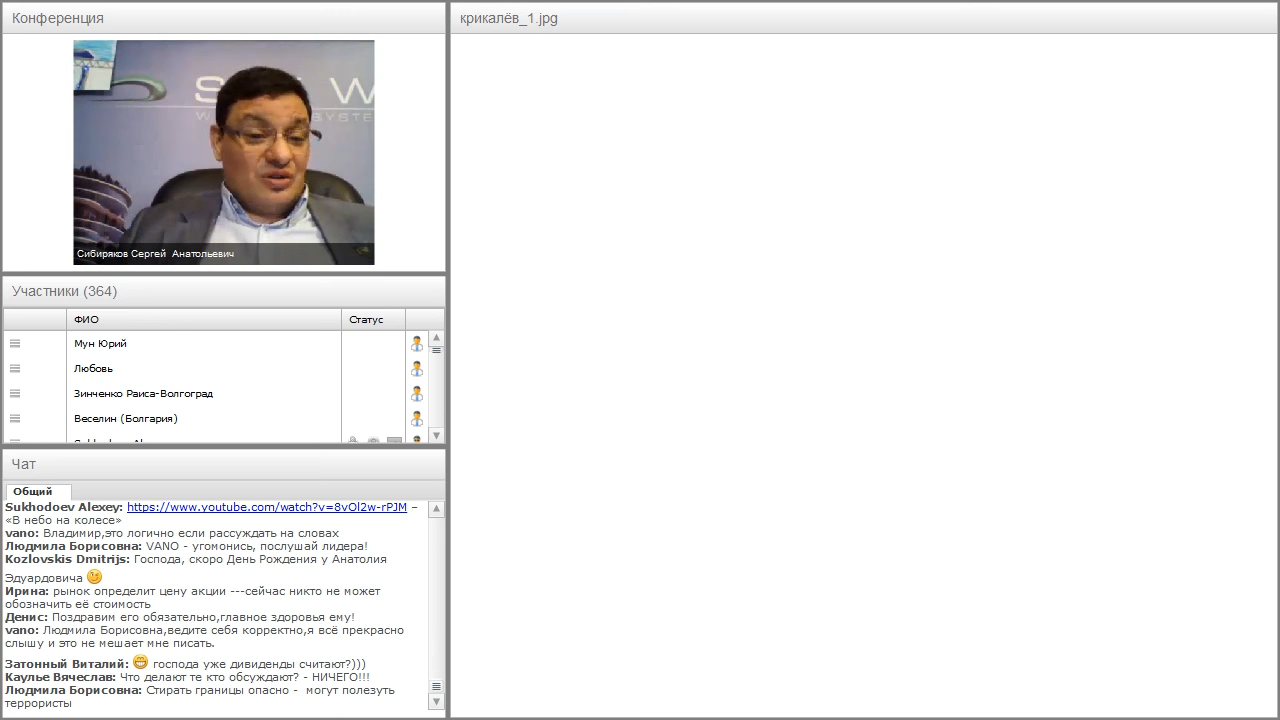 Конференция
S W
W SYSTE
Сибиряков Сергей Анатольевич
Участники (364)
ФИО Статус
Мун Юрий
Любовь
Зинченко Раиса-Волгоград
Веселин (Болгария)
Чат
Общий
Sukhodoev Alexey: https://www.youtube.com/watch?v=8vOl2w-rPJM –
«В небо на колесе»
vano: Владимир,это логично если рассуждать на словах
Людмила Борисовна: VANO - угомонись, послушай лидера!
Kozlovskis Dmitrijs: Господа, скоро День Рождения у Анатолия
Эдуардовича
Ирина: рынок определит цену акции ---сейчас никто не может
обозначить её стоимость
Денис: Поздравим его обязательно,главное здоровья ему!
vano: Людмила Борисовна,ведите себя корректно,я всё прекрасно
слышу и это не мешает мне писать.
Затонный Виталий: господа уже дивиденды считают?)))
Каулье Вячеслав: Что делают те кто обсуждают? - НИЧЕГО!!!
Людмила Борисовна: Стирать границы опасно - могут полезуть
террористы
крикалёв_1.jpg